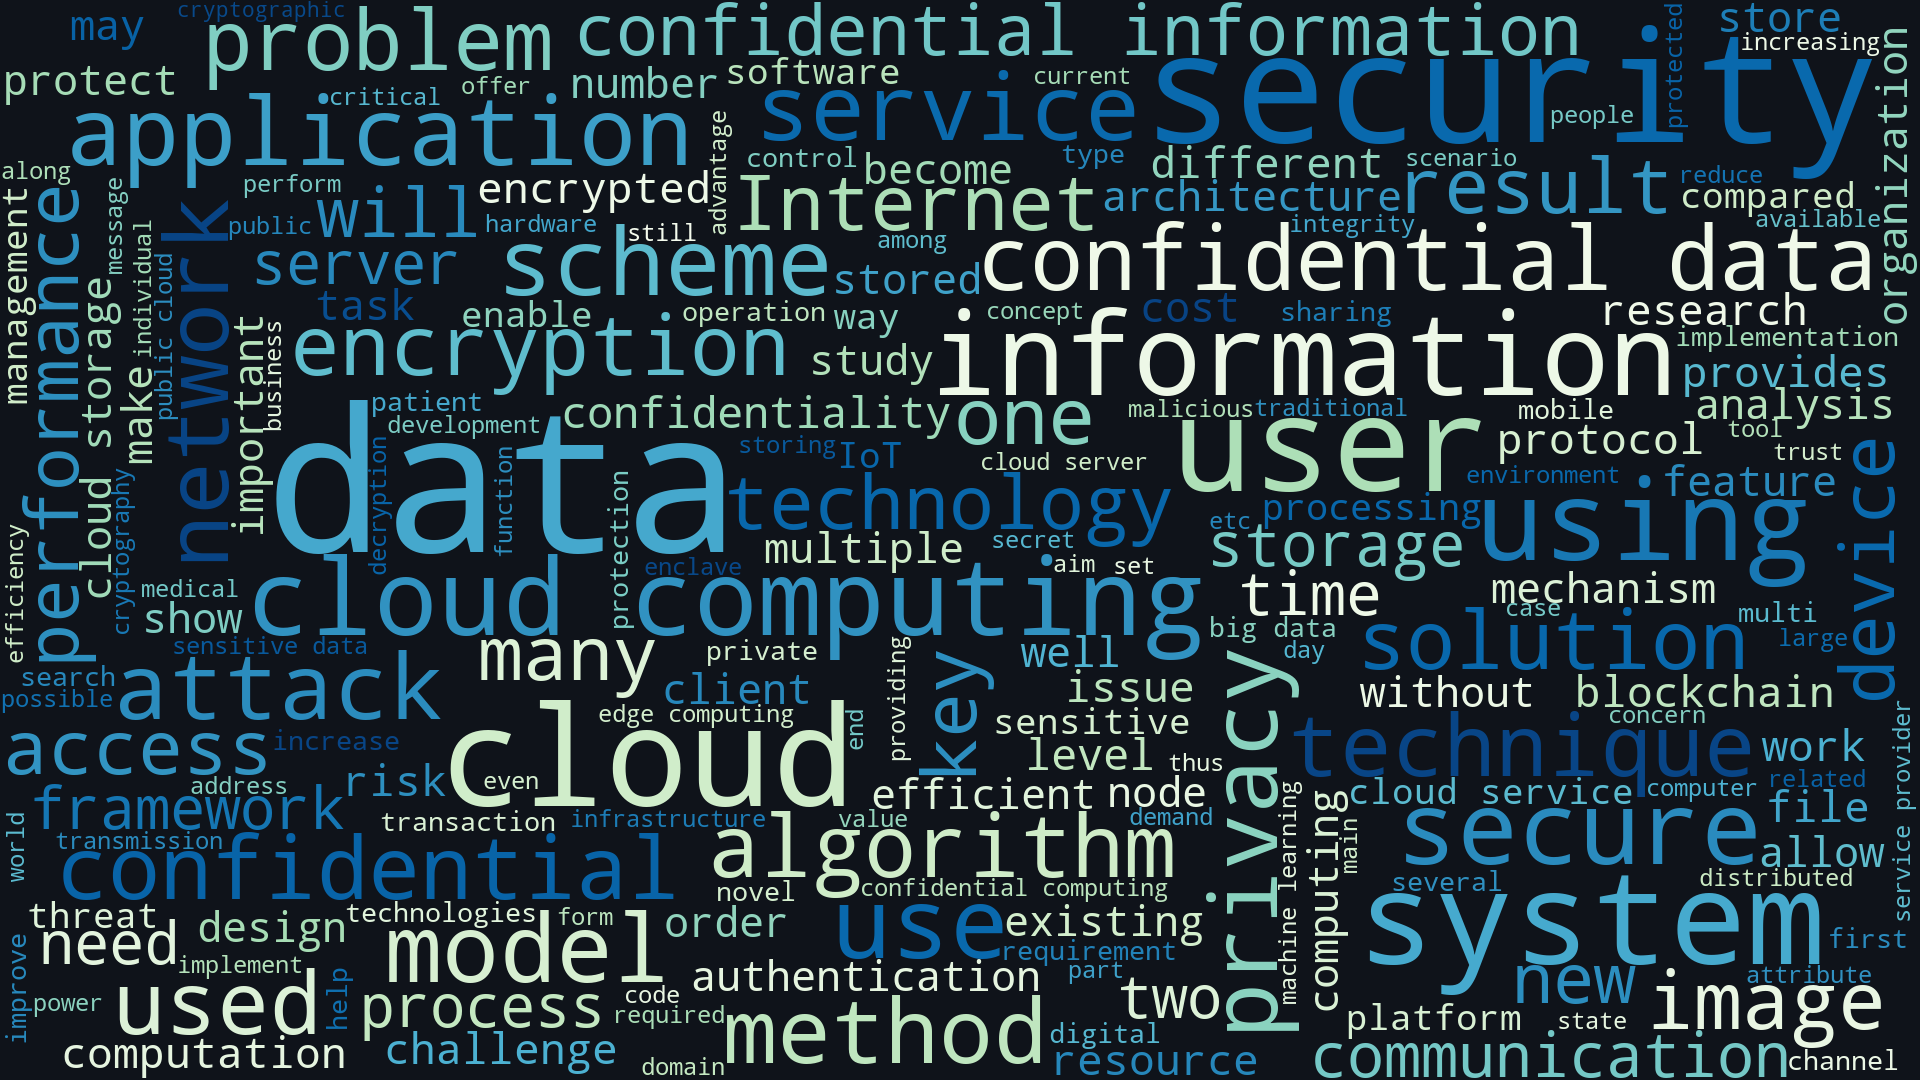 cryptographic
may
problem
confidential information
store
protected
increasing
security
protect
offer
number
software
current
service
application
critical
people
organization
advantage
control
become
type
different
scenario
result
reduce
along
perform
encrypted
Internet
architecture
compared
management
performance
message
individual
network
public
will
hardware
still
among
integrity
available
server
scheme
stored
confidential data
public cloud
cloud storage
make
task
enable
operation
way
concept
cost
sharing
research
important
business
encryption
study
information
implementation
provides
patient
development
confidentiality
one
malicious
traditional
mobile
analysis
data
storing
IoT
cloud server
user
protocol
tool
trust
decryption
function
protection
technology
environment
feature
device
etc
processing
using
efficiency
cryptography
multiple
secret
storage
medical
enclave
aim
set
time
mechanism
show
cloud computing
case
multi
big data
solution
large
sensitive data
many
private
providing
key
well
day
search
possible
attack
client
issue
privacy
without
blockchain
access
increase
cloud
edge computing
end
sensitive
concern
technique
work
service provider
level
thus
address
risk
even
efficient
node
machine learning
computing
cloud service
computer
related
framework
file
world
transmission
transaction
infrastructure
value
algorithm
demand
main
secure
allow
confidential
novel
confidential computing
several
distributed
threat
design
technologies
form
order
use
existing
system
first
need
model
requirement
improve
implement
authentication
part
new
attribute
power
used
help
process
code
required
method
two
image
platform
state
computation
challenge
domain
digital
resource
communication
channel